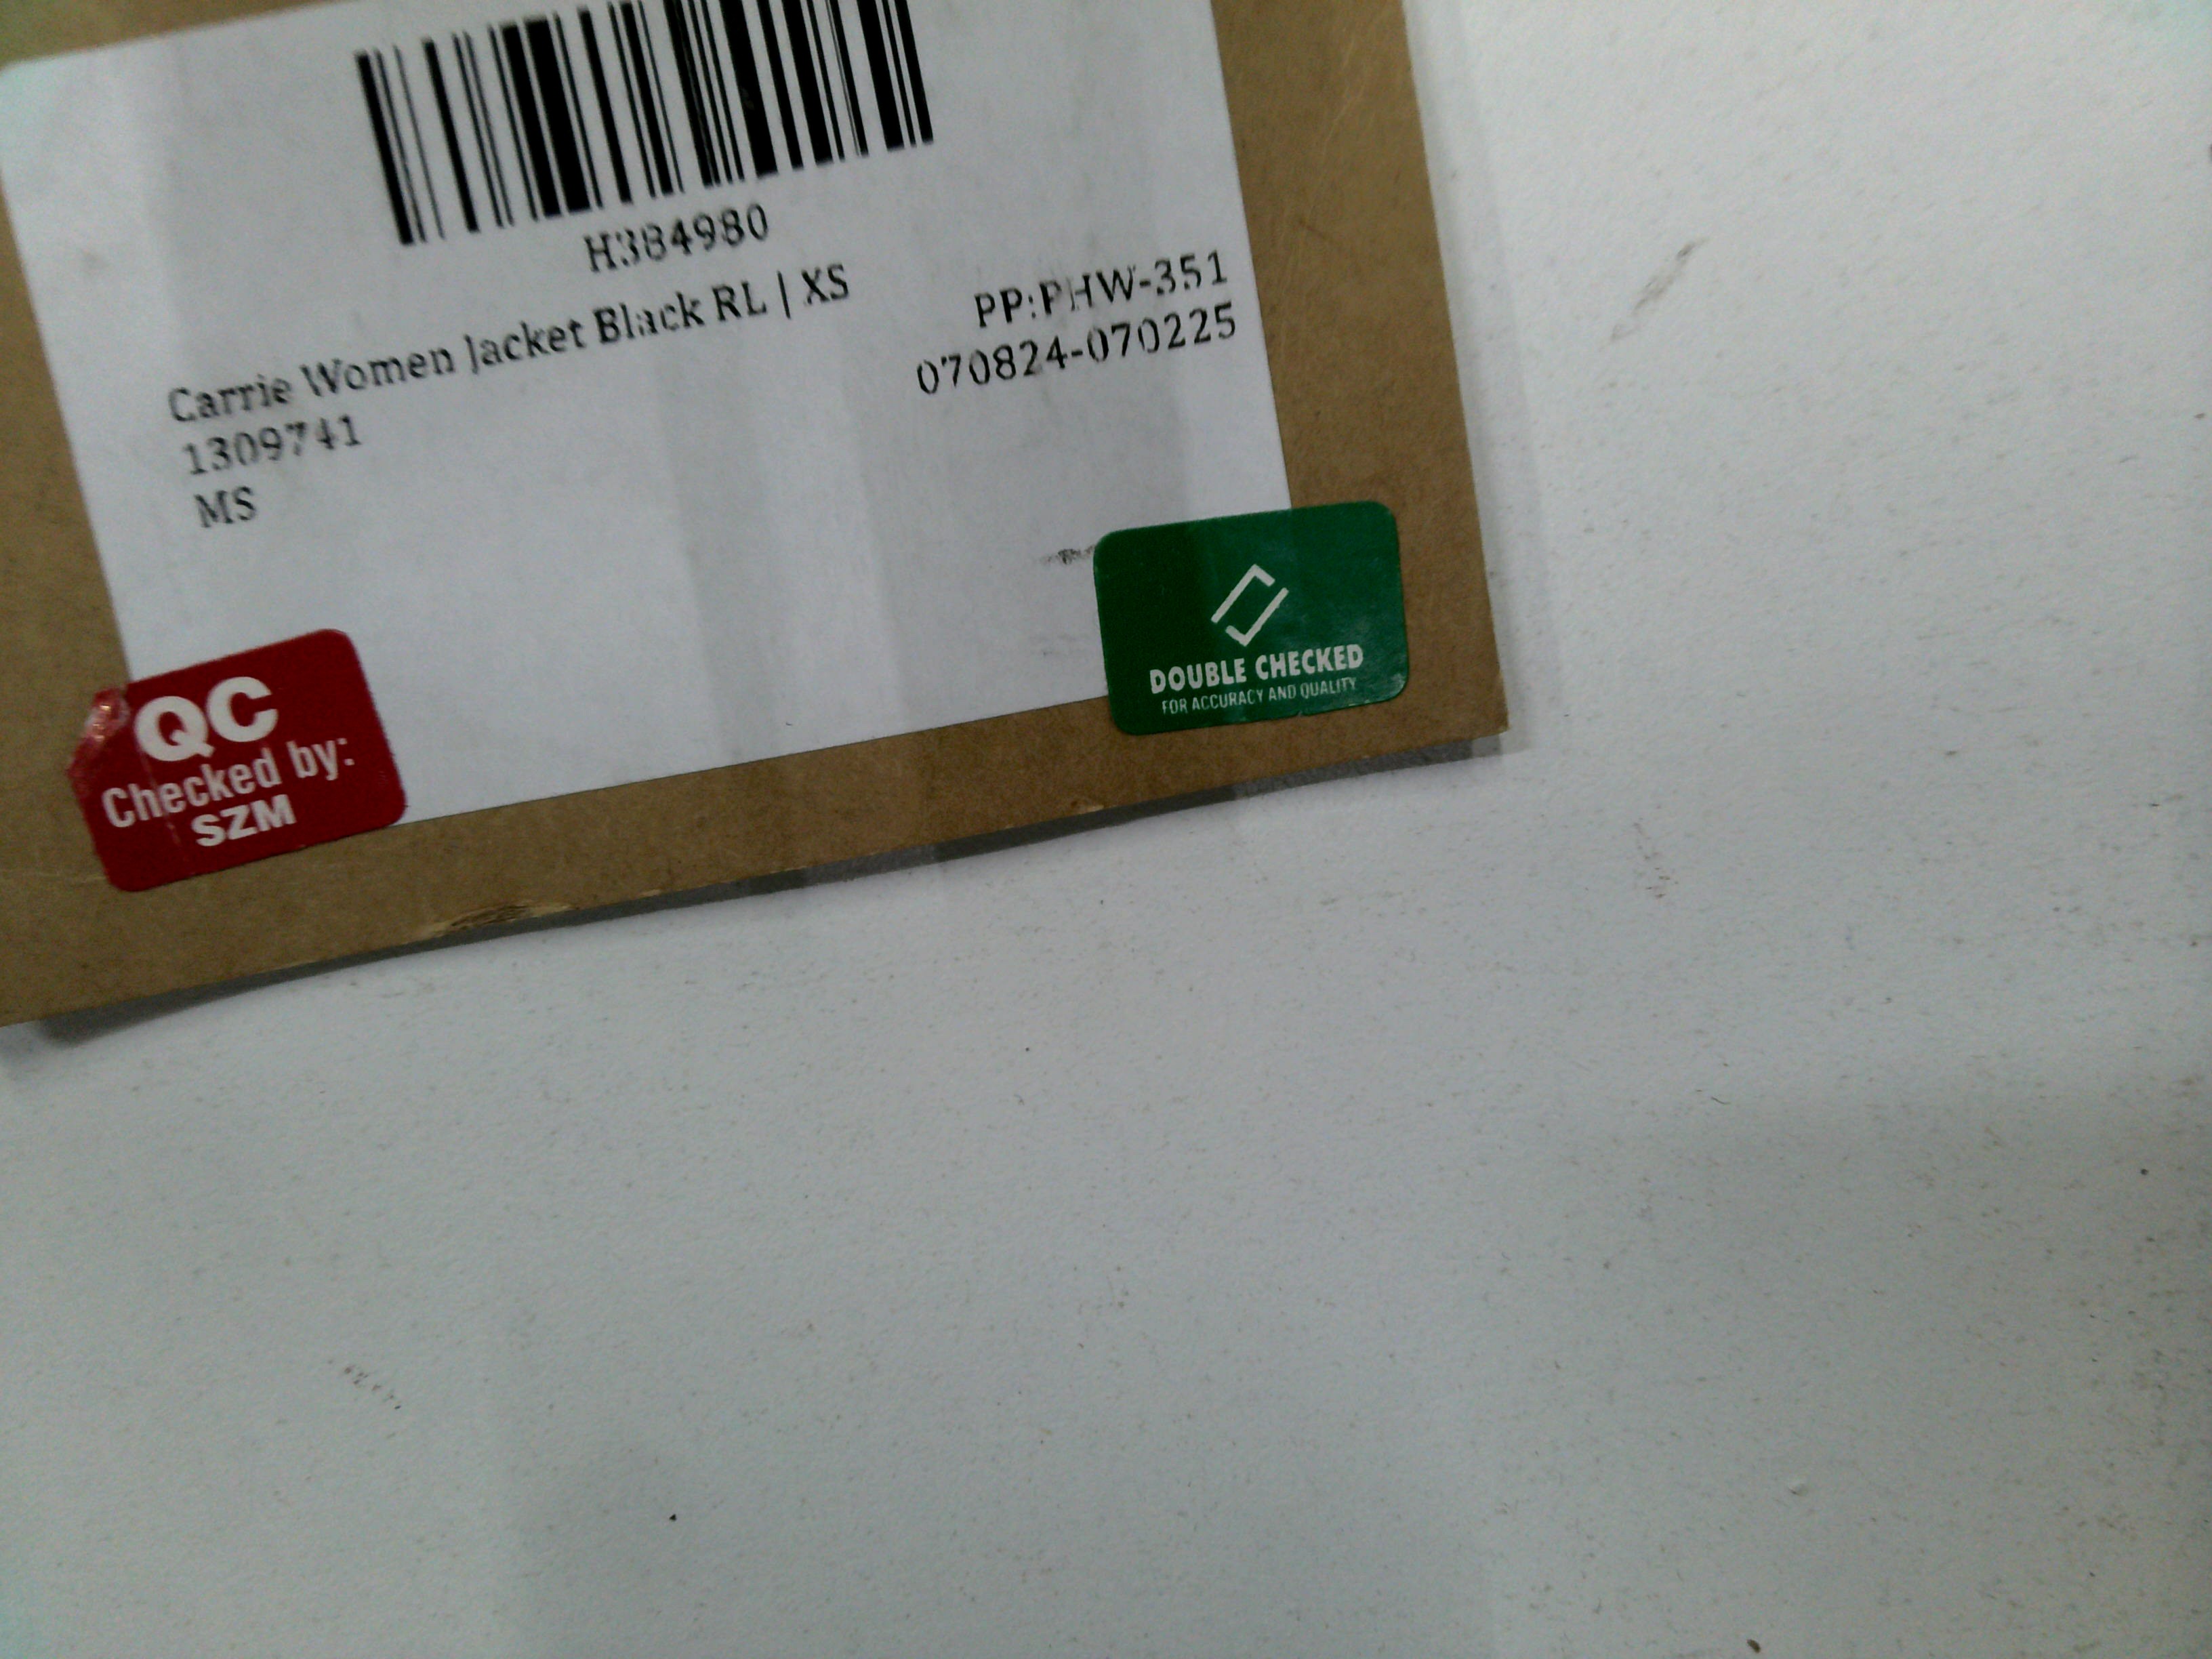 H384980
Carrie Women Jacket Black RL | XS
1309741
MS
PP:PHW-351
070824-070225
QC
Checked by:
SZM
DOUBLE CHECKED
FOR ACCURACY AND QUALITY